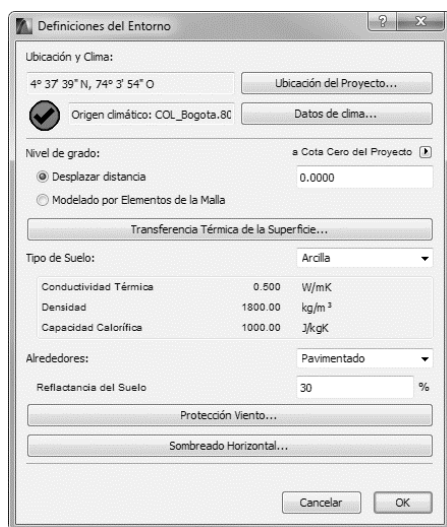 Definiciones del Entorno
Ubicación y Clima:
4° 37' 39" N, 74° 3' 54" O
Ubicación del Proyecto...
Origen climático: COL_Bogota.80
Datos de clima...
Nivel de grado:
a Cota Cero del Proyecto
Desplazar distancia
0.0000
Modelado por Elementos de la Malla
Transferencia Térmica de la Superficie...
Tipo de Suelo:
Arcilla
Conductividad Térmica 0.500 W/mK
Densidad 1800.00 kg/m³
Capacidad Calorífica 1000.00 J/kgK
Alrededores:
Pavimentado
Reflactancia del Suelo 30 %
Protección Viento...
Sombreado Horizontal...
Cancelar
OK